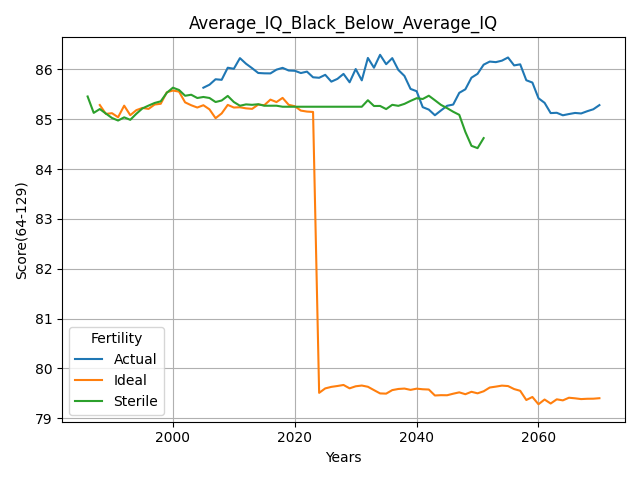 Average_IQ_Black_Below_Average_IQ
Score(64-129)
86
85
84
83
82
81
80
79
Fertility
Actual
Ideal
Sterile
2000
2020
2040
2060
Years